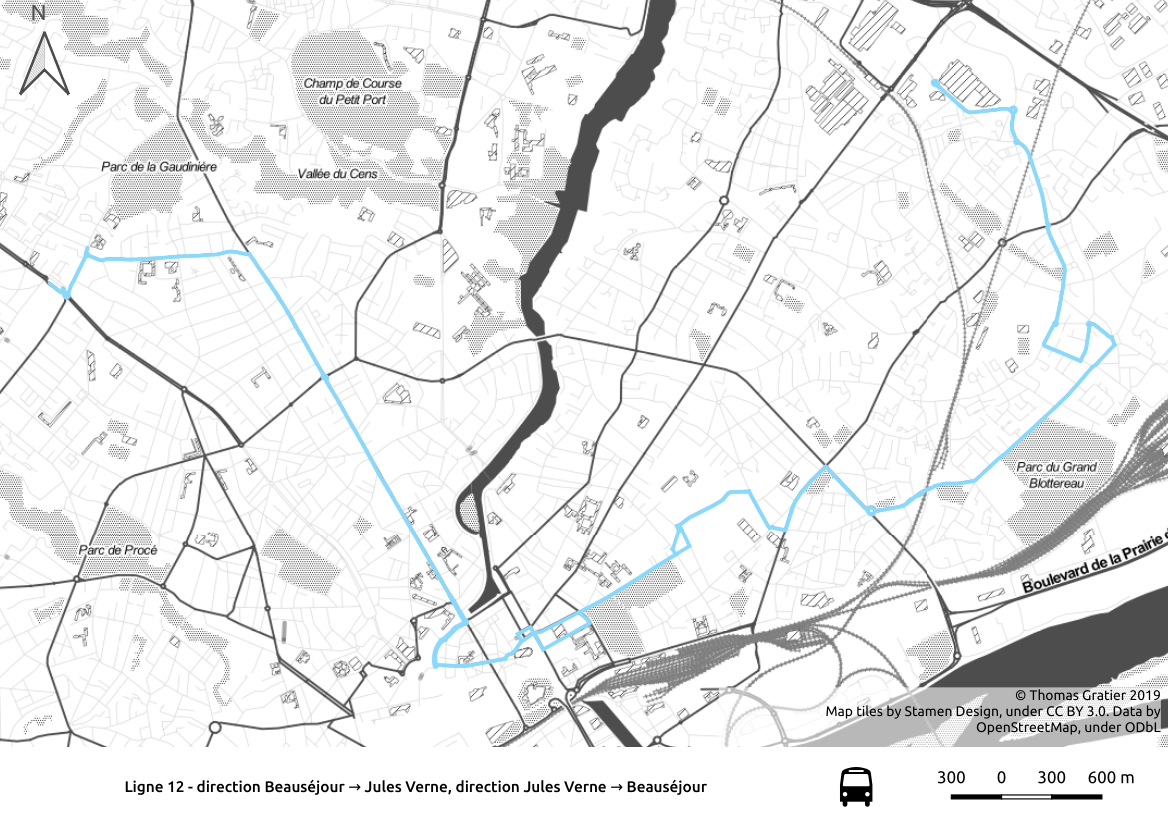 N
Champ de Course
du Petit Port
Parc de la Gaudinière
Vallée du Cens
Parc du Grand
Blottereau
Parc de Procé
Boulevard de la Prairie d
© Thomas Gratier 2019
Map tiles by Stamen Design, under CC BY 3.0. Data by
OpenStreetMap, under ODbL
Ligne 12 - direction Beauséjour → Jules Verne, direction Jules Verne → Beauséjour
300 0 300 600 m